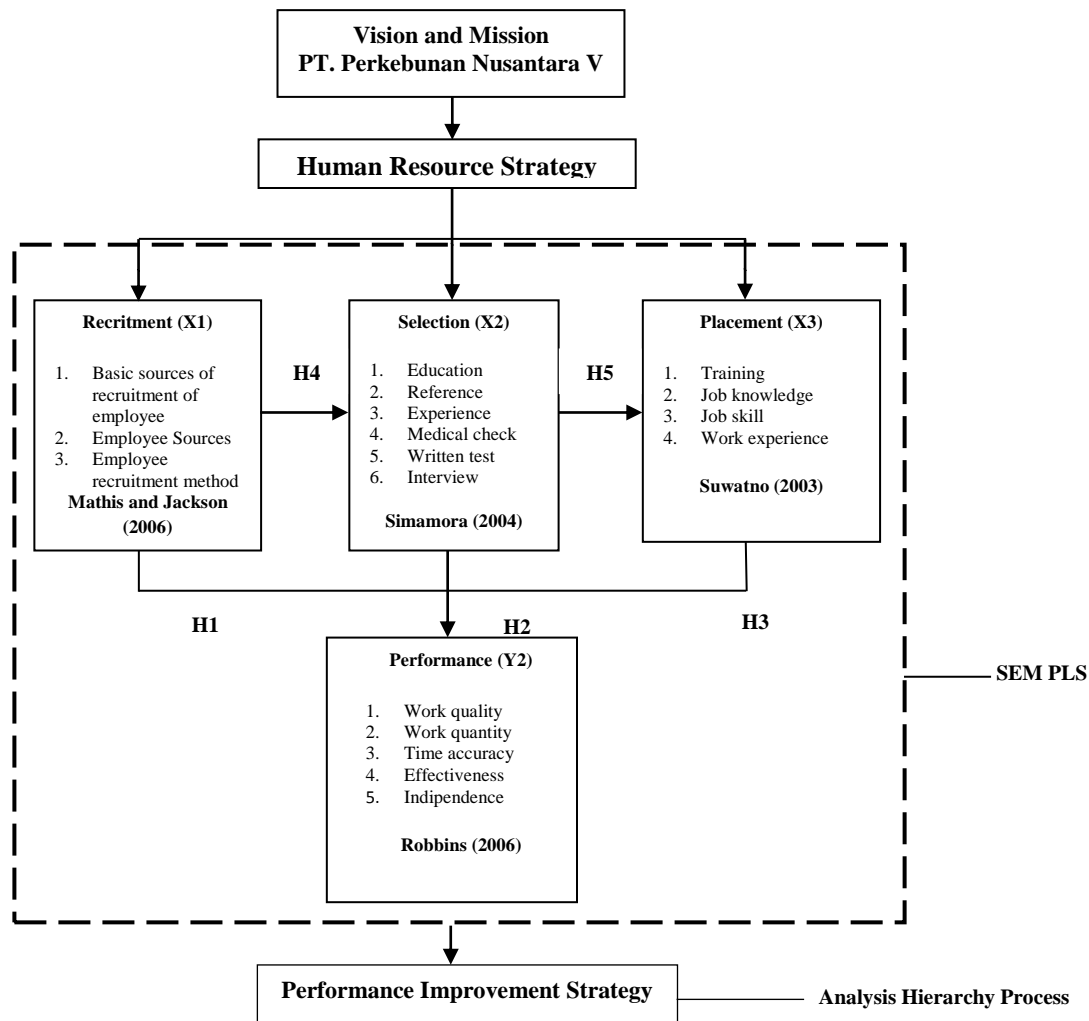 Vision and Mission
PT. Perkebunan Nusantara V
Human Resource Strategy
Recritment (X1)
1. Basic sources of
recruitment of
employee
2. Employee Sources
3. Employee
recruitment method
Mathis and Jackson
(2006)
H4
Selection (X2)
1. Education
2. Reference
3. Experience
4. Medical check
5. Written test
6. Interview
Simamora (2004)
H5
Placement (X3)
1. Training
2. Job knowledge
3. Job skill
4. Work experience
Suwatno (2003)
H1
H2
H3
Performance (Y2)
1. Work quality
2. Work quantity
3. Time accuracy
4. Effectiveness
5. Indipendence
Robbins (2006)
SEM PLS
Performance Improvement Strategy
Analysis Hierarchy Process